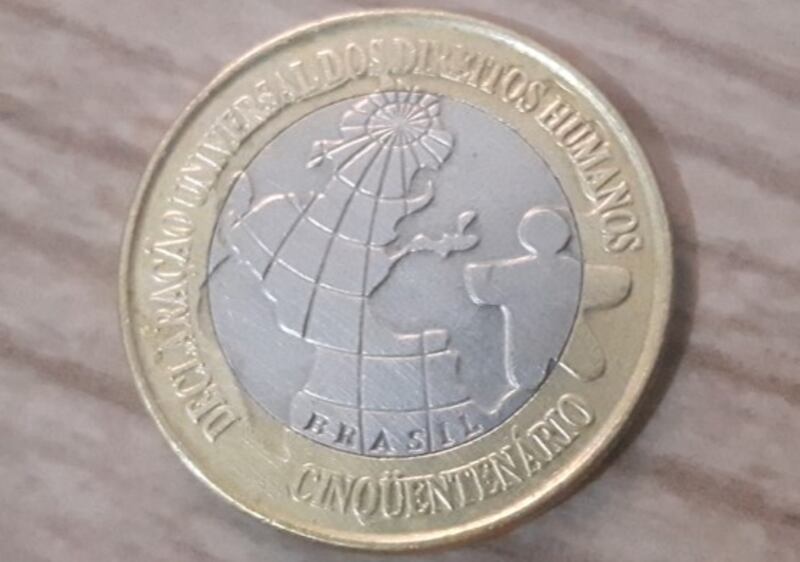 DECLARAÇÃO UNIVERSAL DOS DIREITOS HUMANOS
BRASIL
CINQÜENTENÁRIO